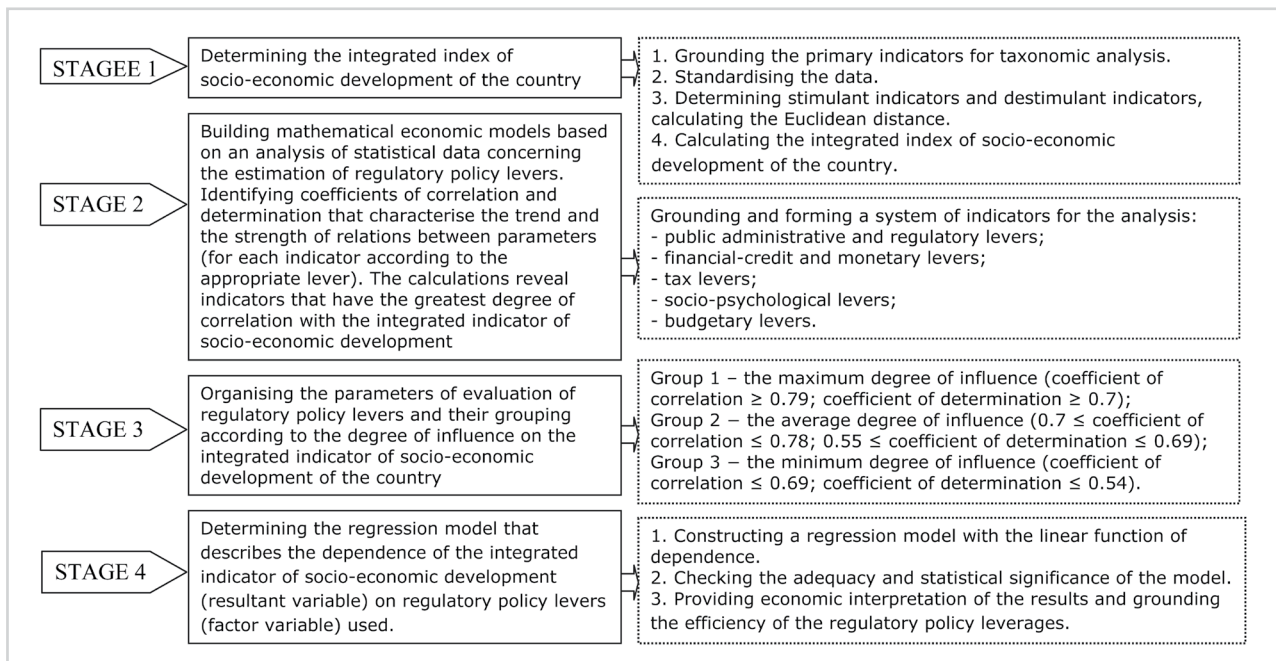 STAGEE 1
Determining the integrated index of
socio-economic development of the country
1. Grounding the primary indicators for taxonomic analysis.
2. Standardising the data.
3. Determining stimulant indicators and destimulant indicators,
calculating the Euclidean distance.
4. Calculating the integrated index of socio-economic
development of the country.
STAGE 2
Building mathematical economic models based
on an analysis of statistical data concerning
the estimation of regulatory policy levers.
Identifying coefficients of correlation and
determination that characterise the trend and
the strength of relations between parameters
(for each indicator according to the
appropriate lever). The calculations reveal
indicators that have the greatest degree of
correlation with the integrated indicator of
socio-economic development
Grounding and forming a system of indicators for the analysis:
- public administrative and regulatory levers;
- financial-credit and monetary levers;
- tax levers;
- socio-psychological levers;
- budgetary levers.
STAGE 3
Organising the parameters of evaluation of
regulatory policy levers and their grouping
according to the degree of influence on the
integrated indicator of socio-economic
development of the country
Group 1 – the maximum degree of influence (coefficient of
correlation ≥ 0.79; coefficient of determination ≥ 0.7);
Group 2 – the average degree of influence (0.7 ≤ coefficient of
correlation ≤ 0.78; 0.55 ≤ coefficient of determination ≤ 0.69);
Group 3 – the minimum degree of influence (coefficient of
correlation ≤ 0.69; coefficient of determination ≤ 0.54).
STAGE 4
Determining the regression model that
describes the dependence of the integrated
indicator of socio-economic development
(resultant variable) on regulatory policy levers
(factor variable) used.
1. Constructing a regression model with the linear function of
dependence.
2. Checking the adequacy and statistical significance of the model.
3. Providing economic interpretation of the results and grounding
the efficiency of the regulatory policy leverages.